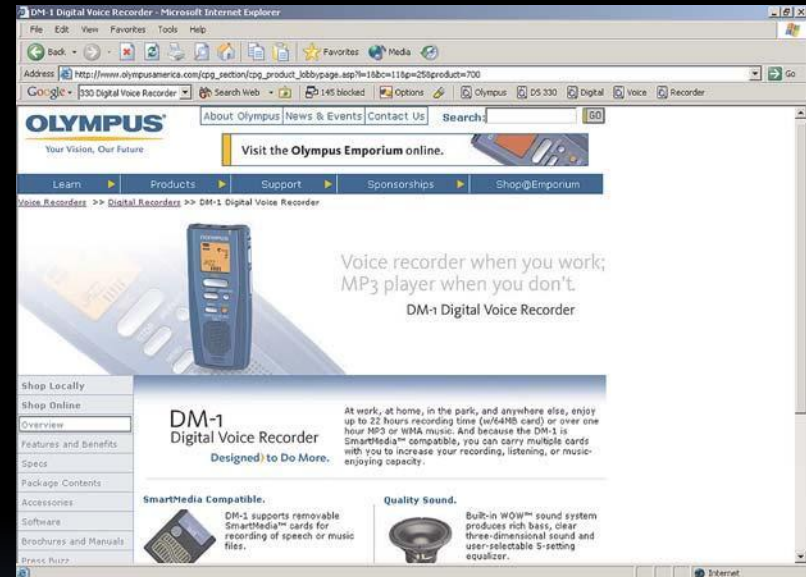 DM-1 Digital Voice Recorder - Microsoft Internet Explorer
File Edit View Favorites Tools Help
Back Search Favorites Media
Address http://www.olympusamerica.com/cpg_section/cpg_product_lobbypage.asp?l=1&bc=11&p=25&product=700 Go
Google 330 Digital Voice Recorder Search Web 145 blocked Options Olympus DS 330 Digital Voice Recorder
OLYMPUS
Your Vision, Our Future
About Olympus News & Events Contact Us Search: GO
Visit the Olympus Emporium online.
Learn Products Support Sponsorships Shop@Emporium
Voice Recorders >> Digital Recorders >> DM-1 Digital Voice Recorder
OLYMPUS
Voice recorder when you work;
MP3 player when you don't.
DM-1 Digital Voice Recorder
Shop Locally
Shop Online
Overview
Features and Benefits
Specs
Package Contents
Accessories
Software
Brochures and Manuals
Press Buzz
DM-1
Digital Voice Recorder
Designed) to Do More.
At work, at home, in the park, and anywhere else, enjoy
up to 22 hours recording time (w/64MB card) or over one
hour MP3 or WMA music. And because the DM-1 is
SmartMedia™ compatible, you can carry multiple cards
with you to increase your recording, listening, or music-
enjoying capacity.
SmartMedia Compatible.
DM-1 supports removable
SmartMedia™ cards for
recording of speech or music
files.
Quality Sound.
Built-in WOW™ sound system
produces rich bass, clear
three-dimensional sound and
user-selectable 5-setting
equalizer.
Internet